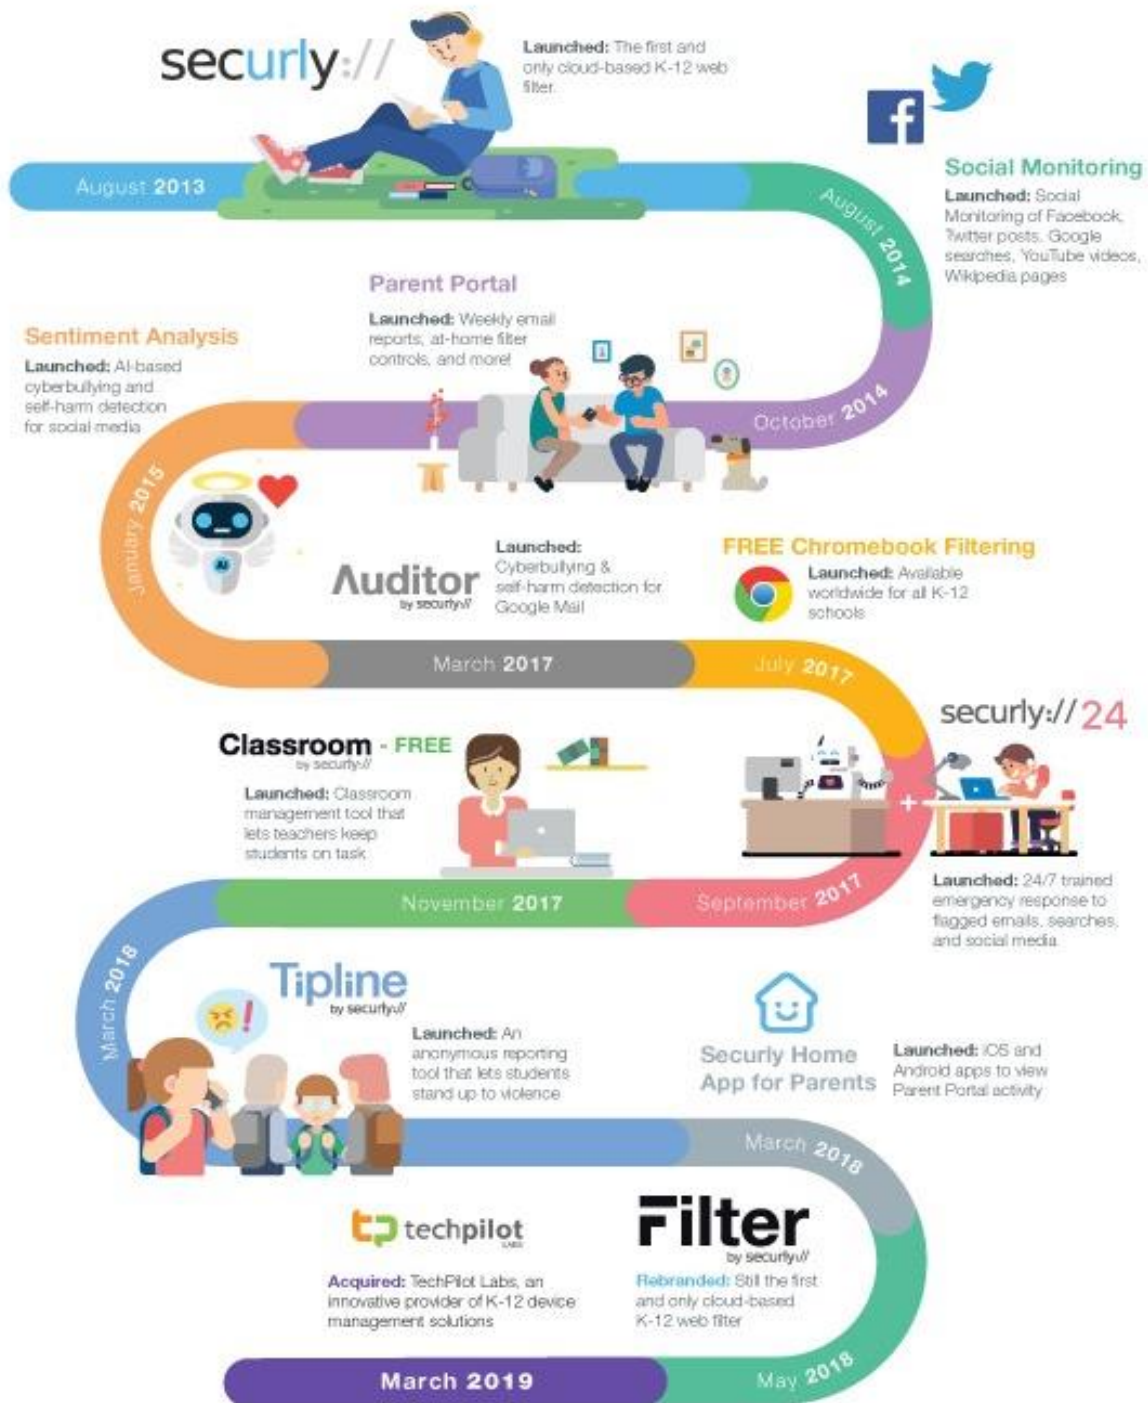 securly://
Launched: The first and
only cloud-based K-12 web
filter.
August 2013
Social Monitoring
Launched: Social
Monitoring of Facebook,
Twitter posts, Google
searches, YouTube videos,
Wikipedia pages
August 2014
Parent Portal
Launched: Weekly email
reports, at-home filter
controls, and more!
October 2014
Sentiment Analysis
Launched: AI-based
cyberbullying and
self-harm detection
for social media
January 2015
AI
Auditor
by securly://
Launched:
Cyberbullying &
self-harm detection for
Google Mail
March 2017
FREE Chromebook Filtering
Launched: Available
worldwide for all K-12
schools
July 2017
securly:// 24
+
Launched: 24/7 trained
emergency response to
flagged emails, searches,
and social media
September 2017
Classroom - FREE
by securly://
Launched: Classroom
management tool that
lets teachers keep
students on task
November 2017
March 2018
Tipline
by securly://
Launched: An
anonymous reporting
tool that lets students
stand up to violence
Securly Home
App for Parents
Launched: iOS and
Android apps to view
Parent Portal activity
March 2018
Filter
by securly://
Rebranded: Still the first
and only cloud-based
K-12 web filter
May 2018
tp techpilot
LABS
Acquired: TechPilot Labs, an
innovative provider of K-12 device
management solutions
March 2019